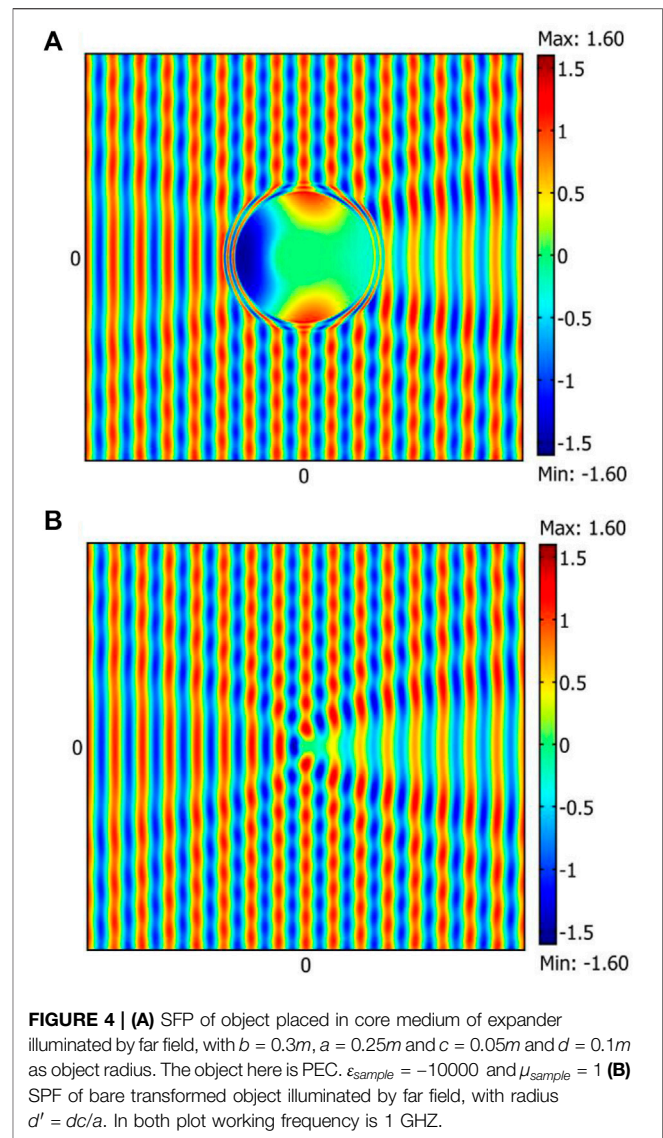 A
Max: 1.60
1.5
1
0.5
0
-0.5
-1
-1.5
Min: -1.60
0
0
B
Max: 1.60
1.5
1
0.5
0
-0.5
-1
-1.5
Min: -1.60
0
0
FIGURE 4 | (A) SFP of object placed in core medium of expander
illuminated by far field, with b = 0.3m, a = 0.25m and c = 0.05m and d = 0.1m
as object radius. The object here is PEC. εsample = −10000 and μsample = 1 (B)
SPF of bare transformed object illuminated by far field, with radius
d′ = dc/a. In both plot working frequency is 1 GHZ.